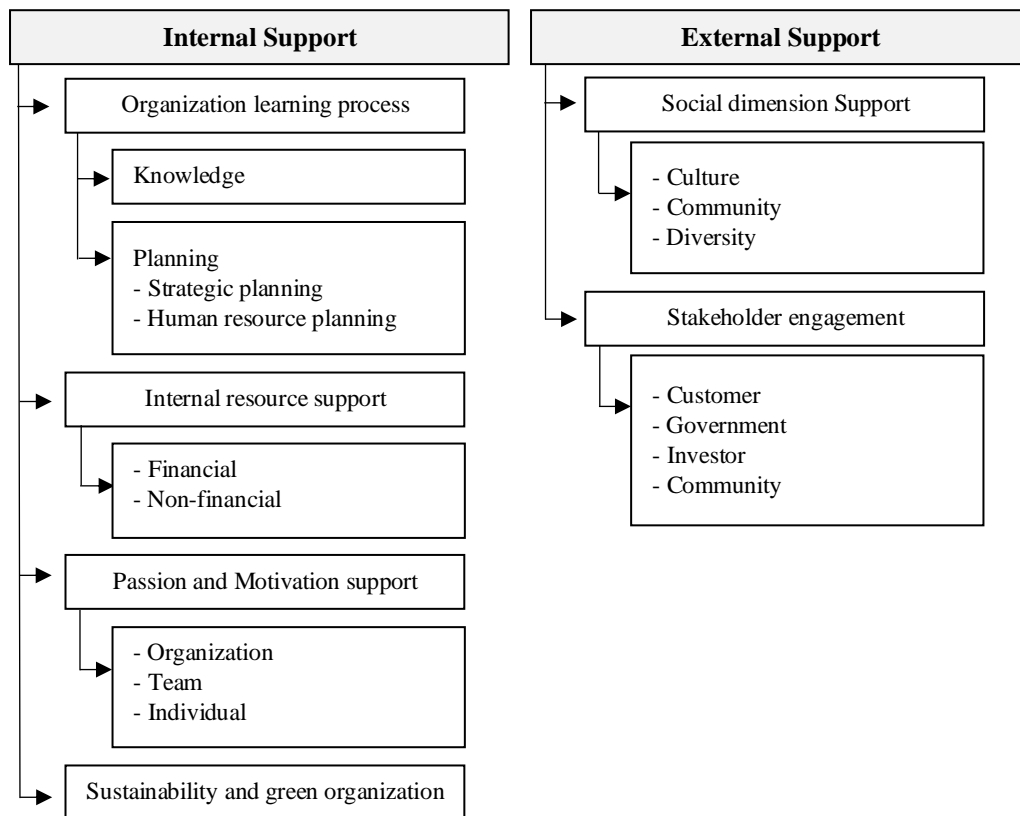 Internal Support
Organization learning process
Knowledge
Planning
- Strategic planning
- Human resource planning
Internal resource support
- Financial
- Non-financial
Passion and Motivation support
- Organization
- Team
- Individual
Sustainability and green organization
External Support
Social dimension Support
- Culture
- Community
- Diversity
Stakeholder engagement
- Customer
- Government
- Investor
- Community